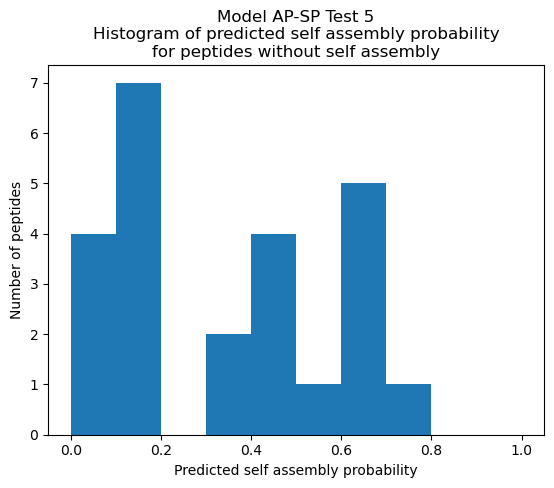 Model AP-SP Test 5
Histogram of predicted self assembly probability
for peptides without self assembly
Number of peptides
7
6
5
4
3
2
1
0
0.0 0.2 0.4 0.6 0.8 1.0
Predicted self assembly probability